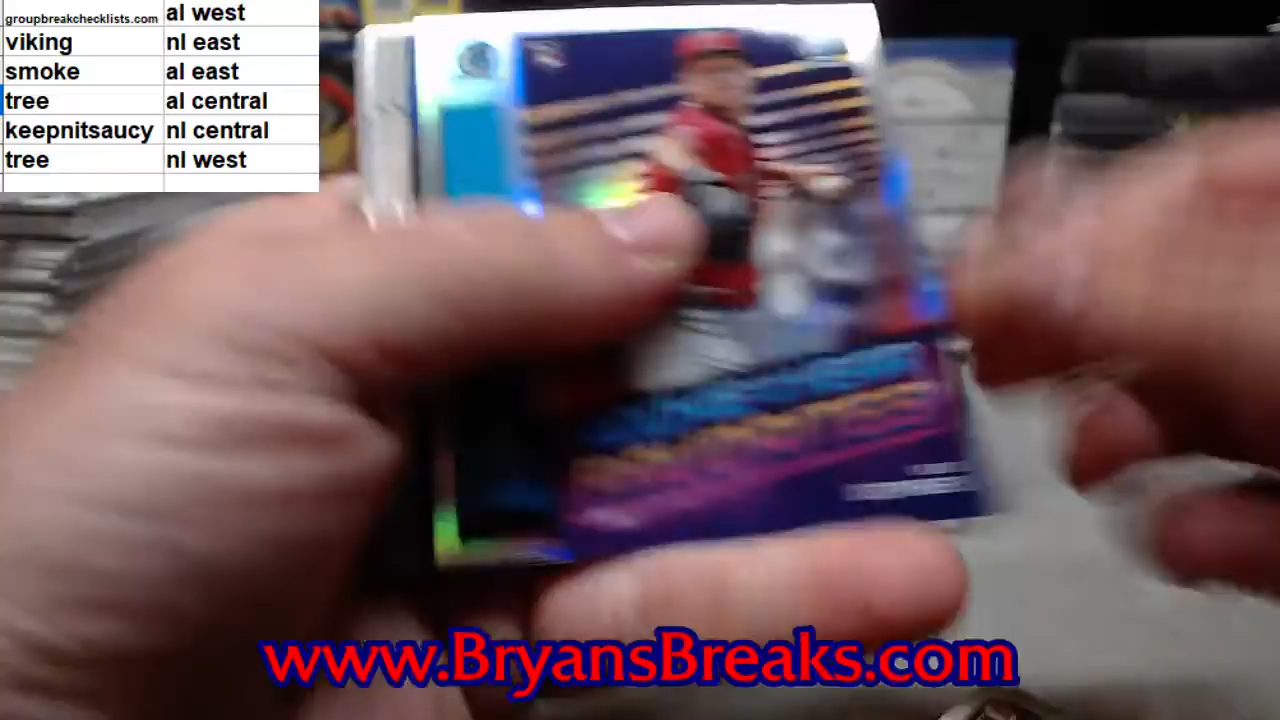 groupbreakchecklists.com al west
viking nl east
smoke al east
tree al central
keepnitsaucy nl central
tree nl west
www.BryansBreaks.com